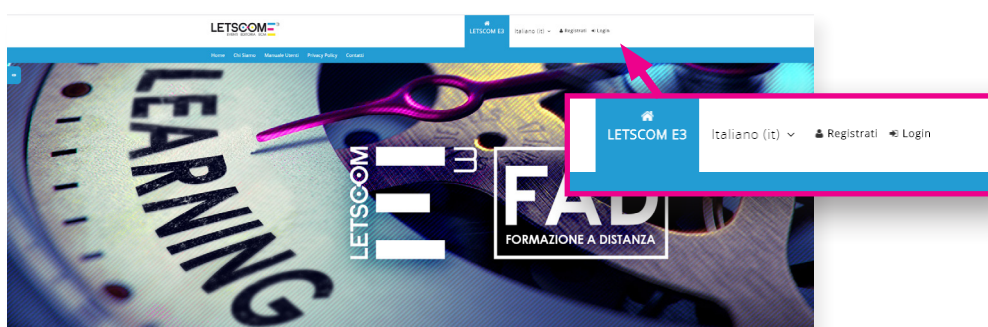 LETSCOM E3
LETSCOM E3 Italiano (it) Registrati Login
Home Chi Siamo Manuale Utenti Privacy Policy Contatti
LEARNING
LETSCOM E3
FAD
FORMAZIONE A DISTANZA
LETSCOM E3 Italiano (it) Registrati Login